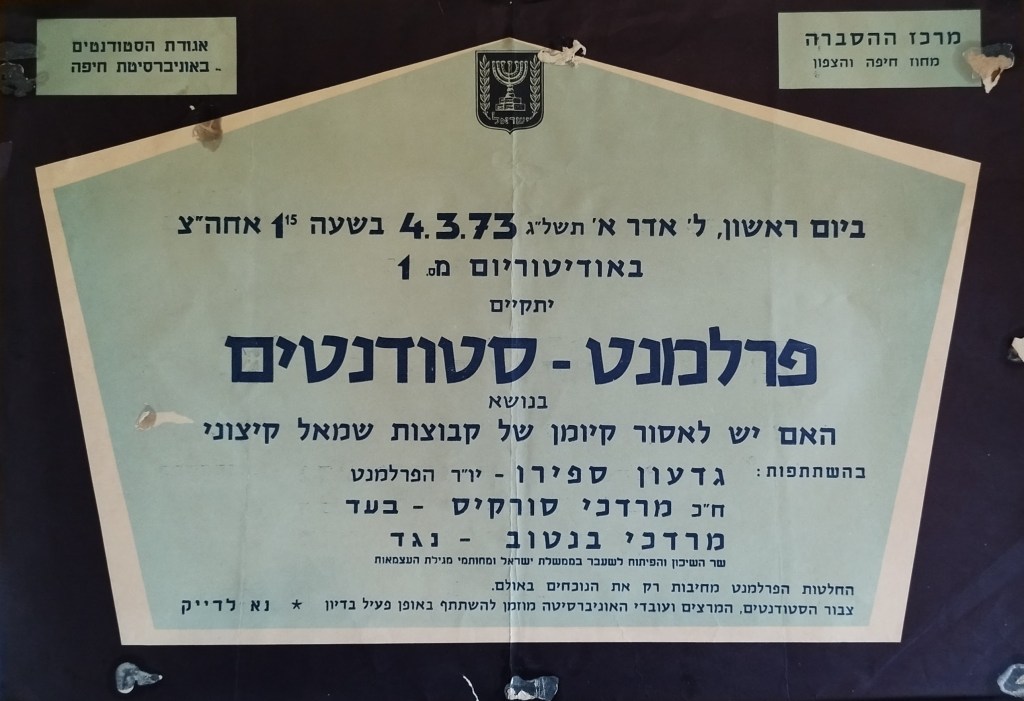 מרכז ההסברה
מחוז חיפה והצפון
אגודת הסטודנטים
באוניברסיטת חיפה -
ישראל
ביום ראשון, ל' אדר א' תשל"ג 4.3.73 בשעה 1¹⁵ אחה"צ
באודיטוריום מס. 1
יתקיים
פרלמנט - סטודנטים
בנושא
האם יש לאסור קיומן של קבוצות שמאל קיצוני
בהשתתפות: גדעון ספירו - יו"ר הפרלמנט
ח"כ מרדכי סורקיס - בעד
מרדכי בנטוב - נגד
שר השיכון והפיתוח לשעבר בממשלת ישראל ומחותמי מגילת העצמאות
החלטות הפרלמנט מחיבות רק את הנוכחים באולם.
צבור הסטודנטים, המרצים ועובדי האוניברסיטה מוזמן להשתתף באופן פעיל בדיון * נא לדייק